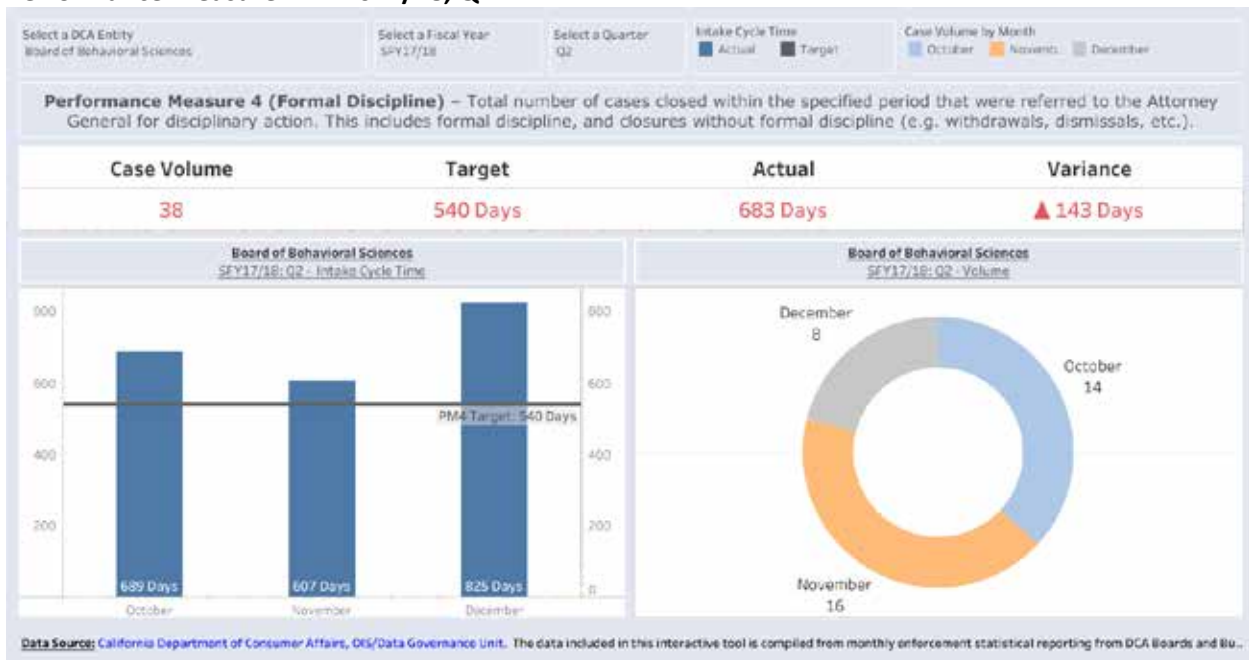 Select a DCA Entity
Board of Behavioral Sciences
Select a Fiscal Year
SFY17/18
Select a Quarter
Q2
Intake Cycle Time
Actual Target
Case Volume by Month
October Novemb.. December
Performance Measure 4 (Formal Discipline) – Total number of cases closed within the specified period that were referred to the Attorney
General for disciplinary action. This includes formal discipline, and closures without formal discipline (e.g. withdrawals, dismissals, etc.).
Case Volume Target Actual Variance
38 540 Days 683 Days ▲ 143 Days
Board of Behavioral Sciences
SFY17/18: Q2 - Intake Cycle Time
800 800
600 600
PM4 Target: 540 Days
400 400
200 200
0
689 Days 607 Days 825 Days
October November December
Board of Behavioral Sciences
SFY17/18: Q2 - Volume
December
8
October
14
November
16
Data Source: California Department of Consumer Affairs, OIS/Data Governance Unit. The data included in this interactive tool is compiled from monthly enforcement statistical reporting from DCA Boards and Bu..